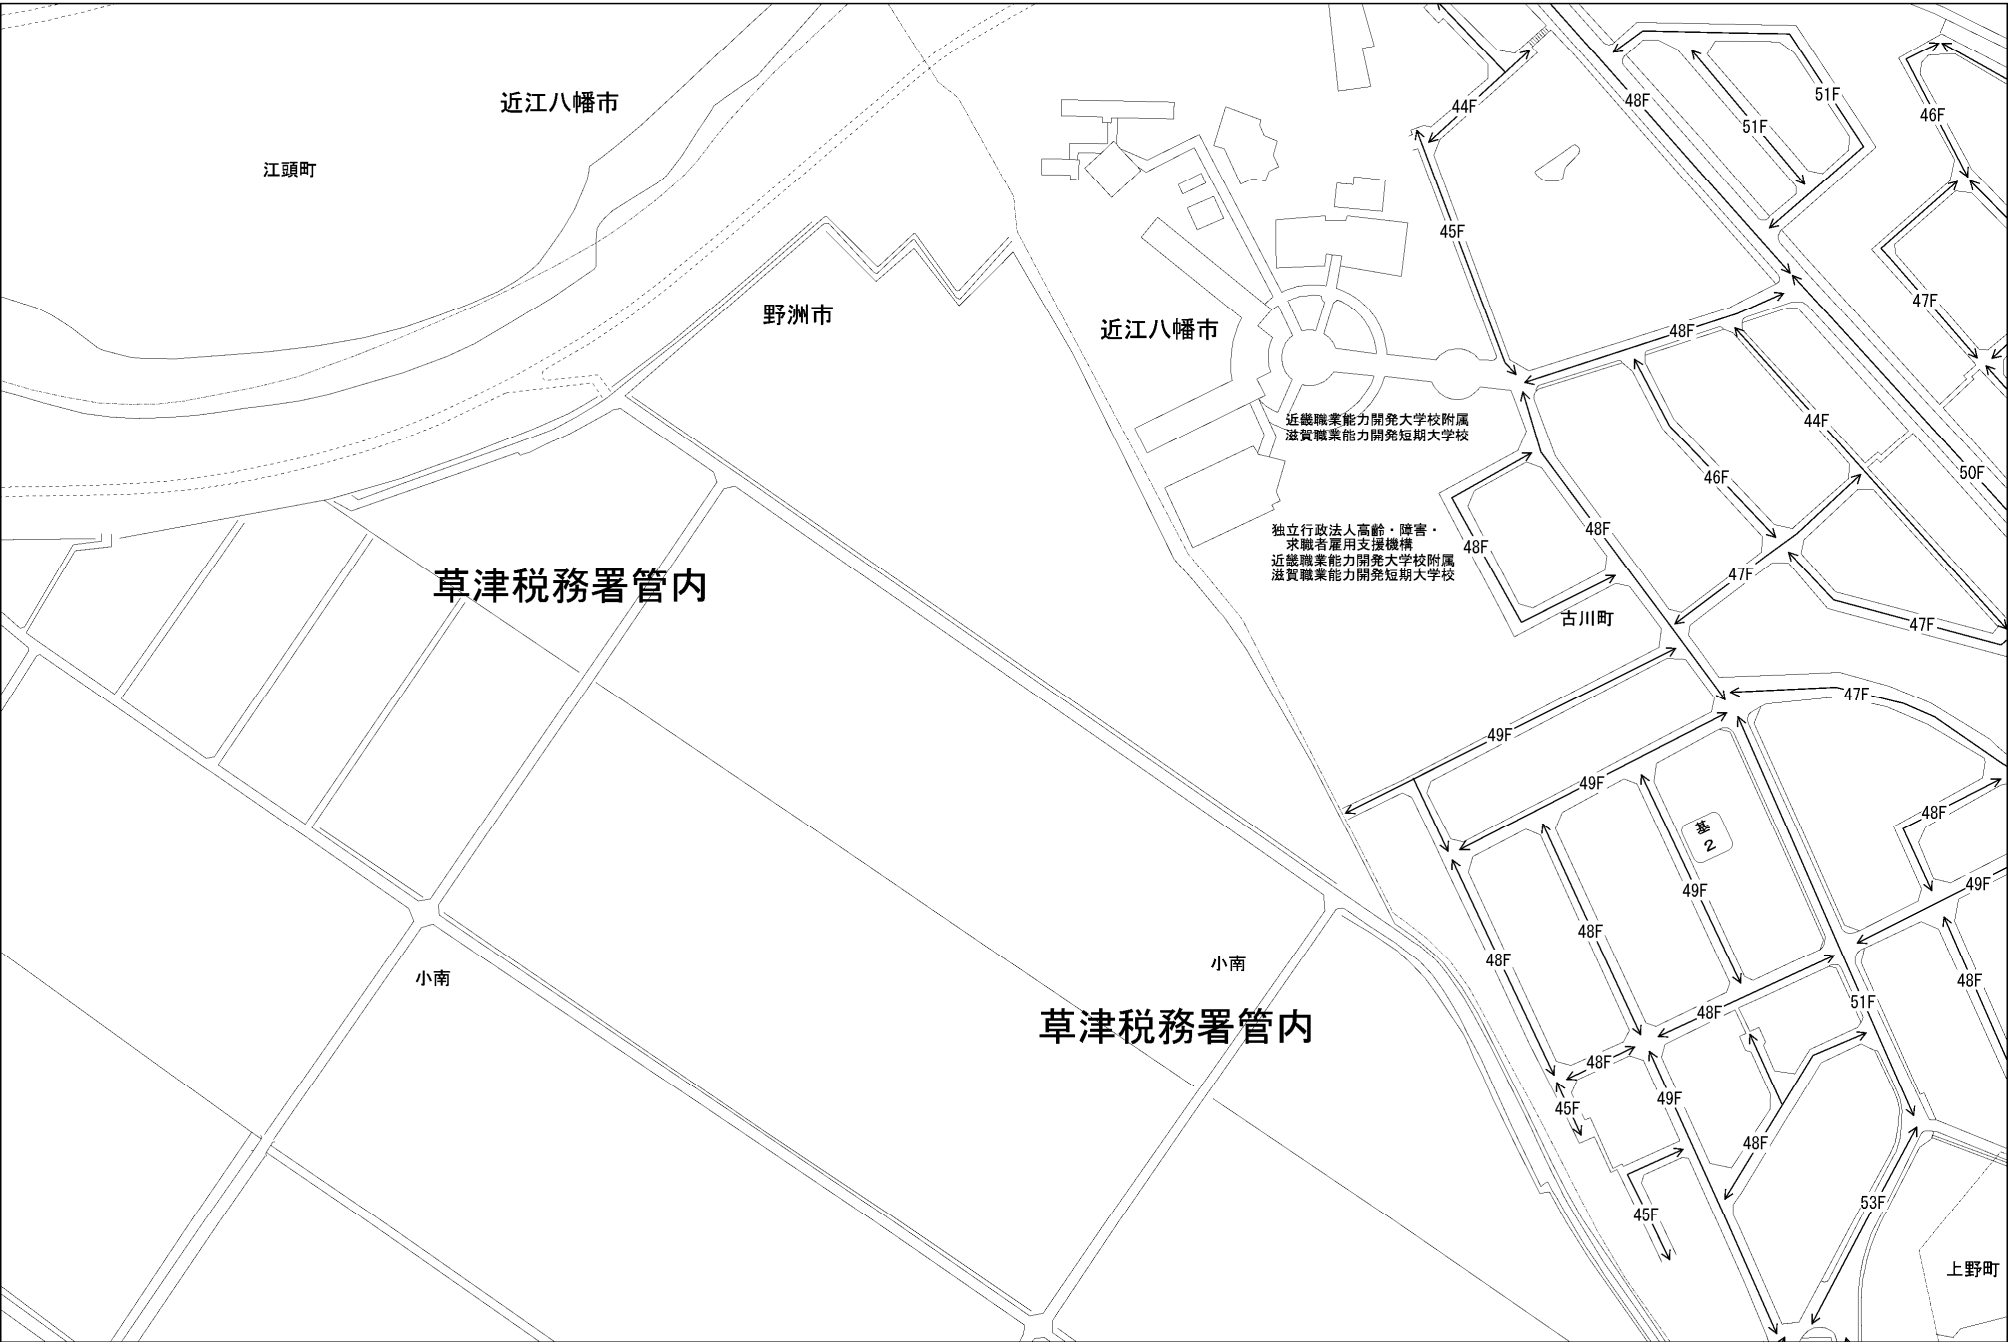 近江八幡市
江頭町
野洲市
近江八幡市
近畿職業能力開発大学校附属
滋賀職業能力開発短期大学校
独立行政法人高齢・障害・
求職者雇用支援機構
近畿職業能力開発大学校附属
滋賀職業能力開発短期大学校
草津税務署管内
古川町
小南
小南
草津税務署管内
上野町
基
2
48F
51F
51F
44F
46F
45F
47F
48F
44F
46F
50F
48F
48F
47F
47F
47F
49F
49F
48F
49F
49F
48F
48F
48F
51F
48F
48F
45F
49F
48F
53F
45F